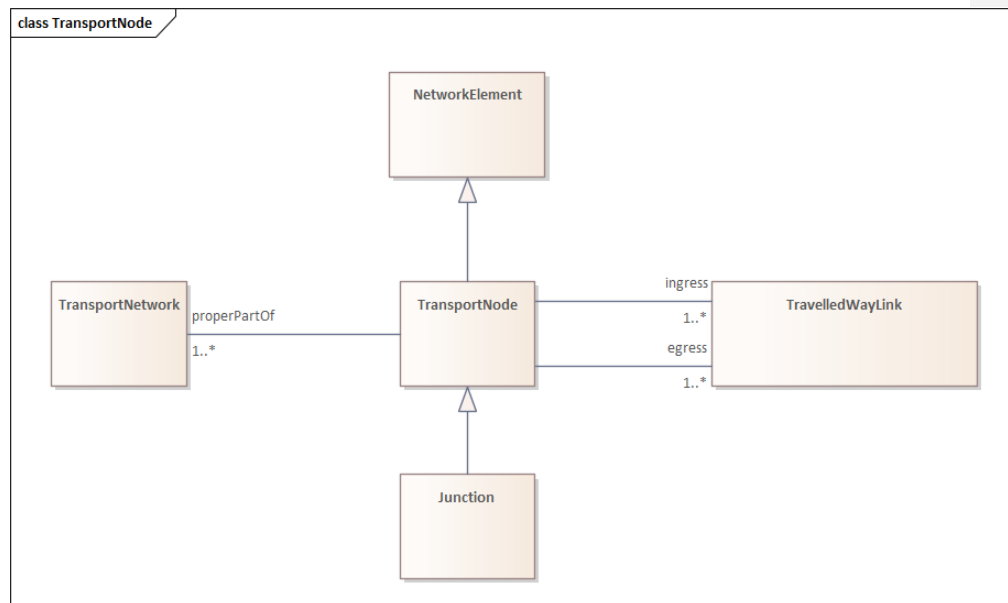 class TransportNode
NetworkElement
TransportNetwork
properPartOf
1..*
TransportNode
ingress
1..*
egress
1..*
TravelledWayLink
Junction